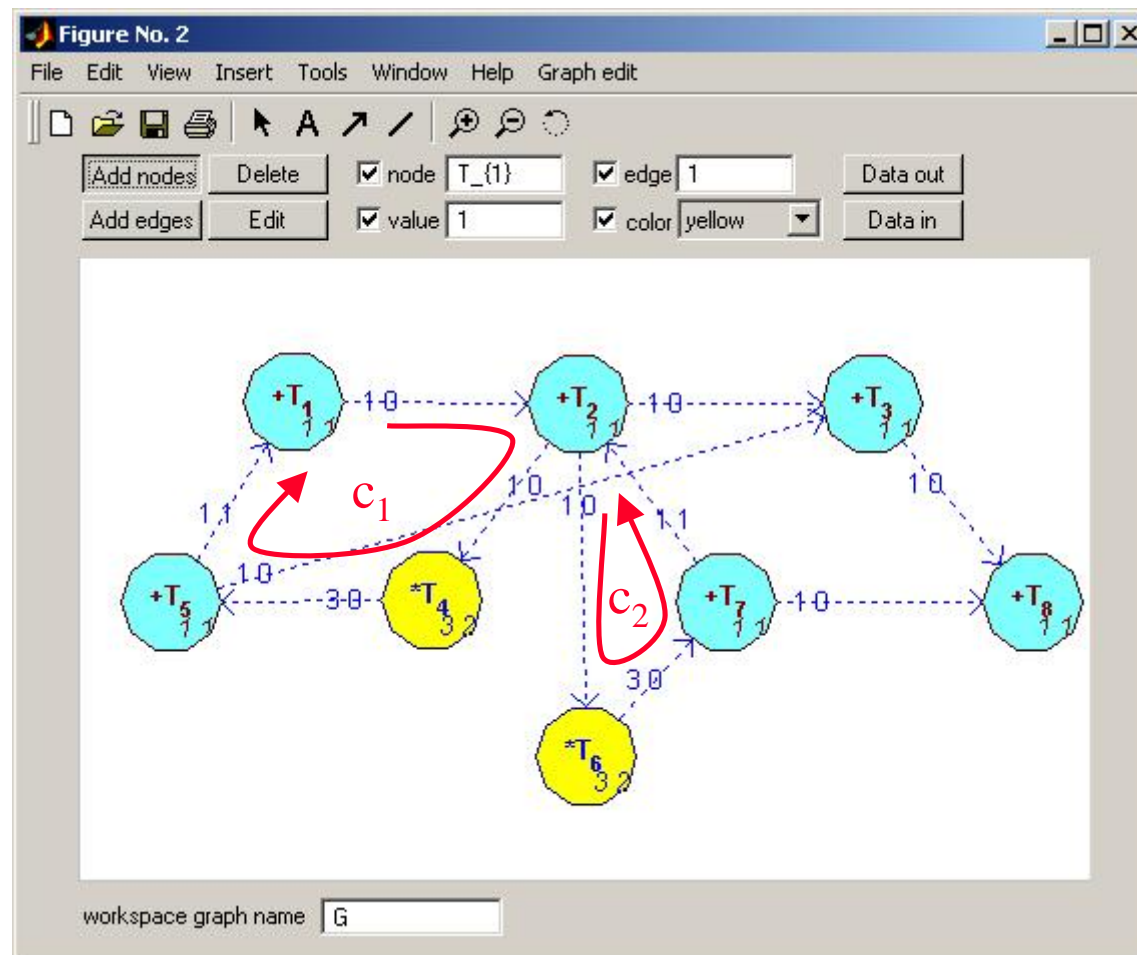 Figure No. 2
File Edit View Insert Tools Window Help Graph edit
A
Add nodes Delete node T_{1} edge 1 Data out
Add edges Edit value 1 color yellow Data in
+T1 1 1
1 0
+T2 1 1
1 0
+T3 1 1
1 0
1 0
1 0
1 1
1 1
c1
c2
+T5 1 1
1 0
3 0
*T4 3 2
+T7 1 1
1 0
+T8 1 1
3 0
*T6 3 2
workspace graph name G